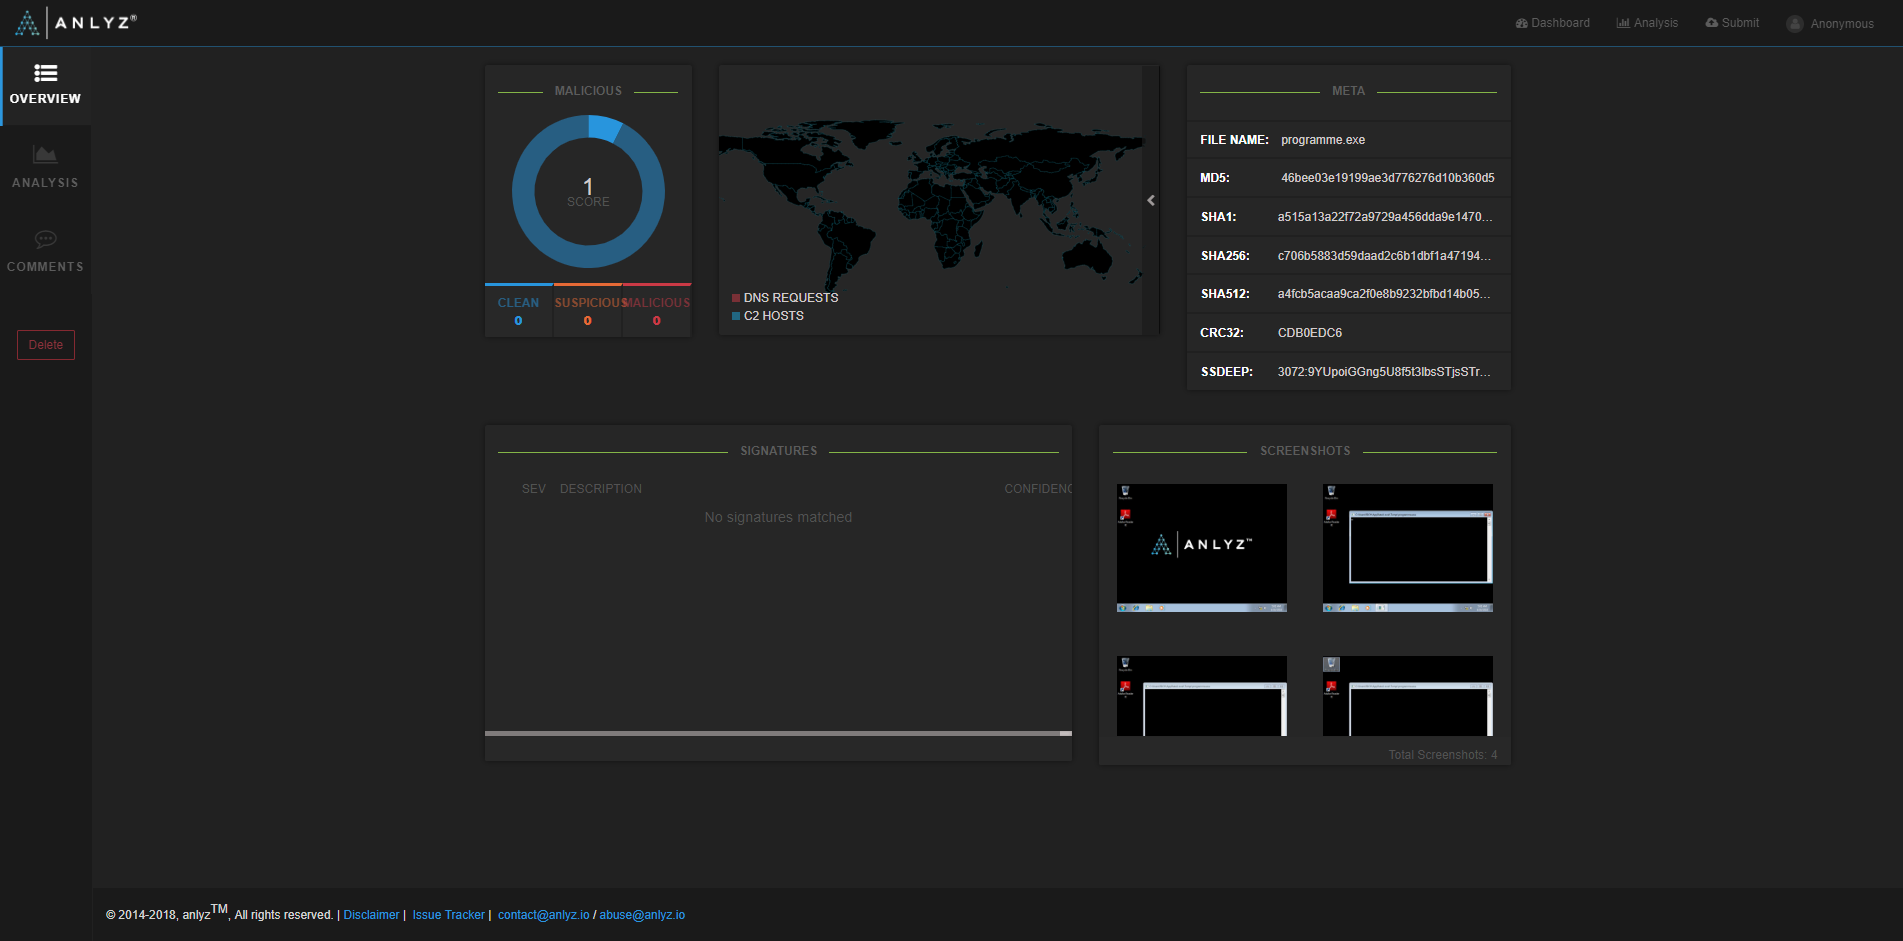 ANLYZ®
Dashboard
Analysis
Submit
Anonymous
OVERVIEW
ANALYSIS
COMMENTS
Delete
MALICIOUS
1
SCORE
CLEAN
0
SUSPICIOUS
0
MALICIOUS
0
DNS REQUESTS
C2 HOSTS
META
FILE NAME: programme.exe
MD5: 46bee03e19199ae3d776276d10b360d5
SHA1: a515a13a22f72a9729a456dda9e1470...
SHA256: c706b5883d59daad2c6b1dbf1a47194...
SHA512: a4fcb5acaa9ca2f0e8b9232bfbd14b05...
CRC32: CDB0EDC6
SSDEEP: 3072:9YUpoiGGng5U8f5t3lbsSTjsSTr...
SIGNATURES
SEV DESCRIPTION CONFIDENC
No signatures matched
SCREENSHOTS
ANLYZ™
Total Screenshots: 4
© 2014-2018, anlyzTM, All rights reserved. | Disclaimer | Issue Tracker | contact@anlyz.io / abuse@anlyz.io